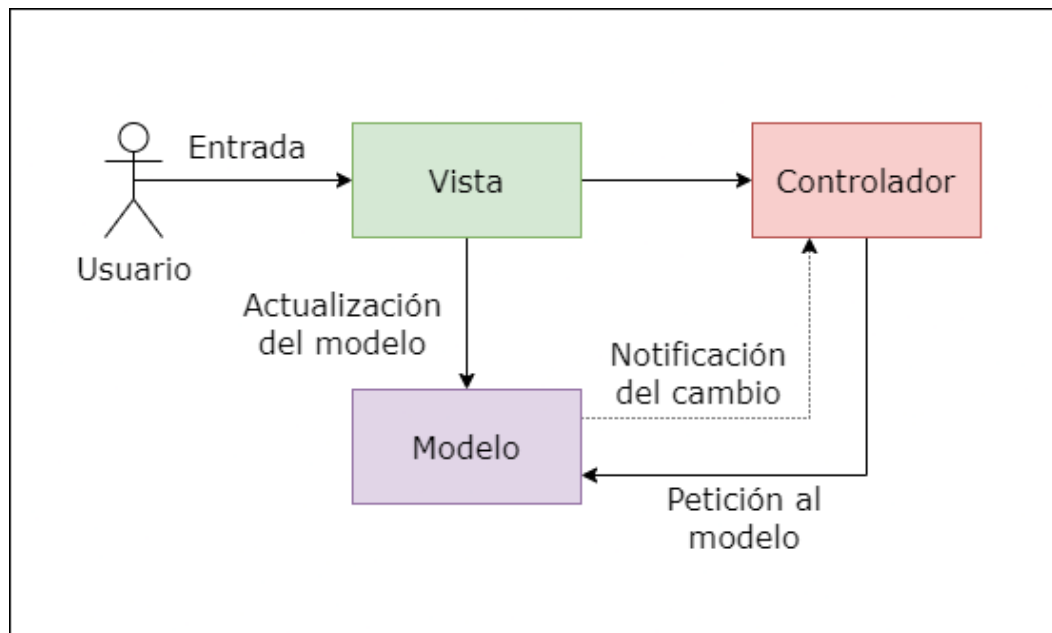 Entrada
Vista
Controlador
Usuario
Actualización
del modelo
Notificación
del cambio
Modelo
Petición al
modelo